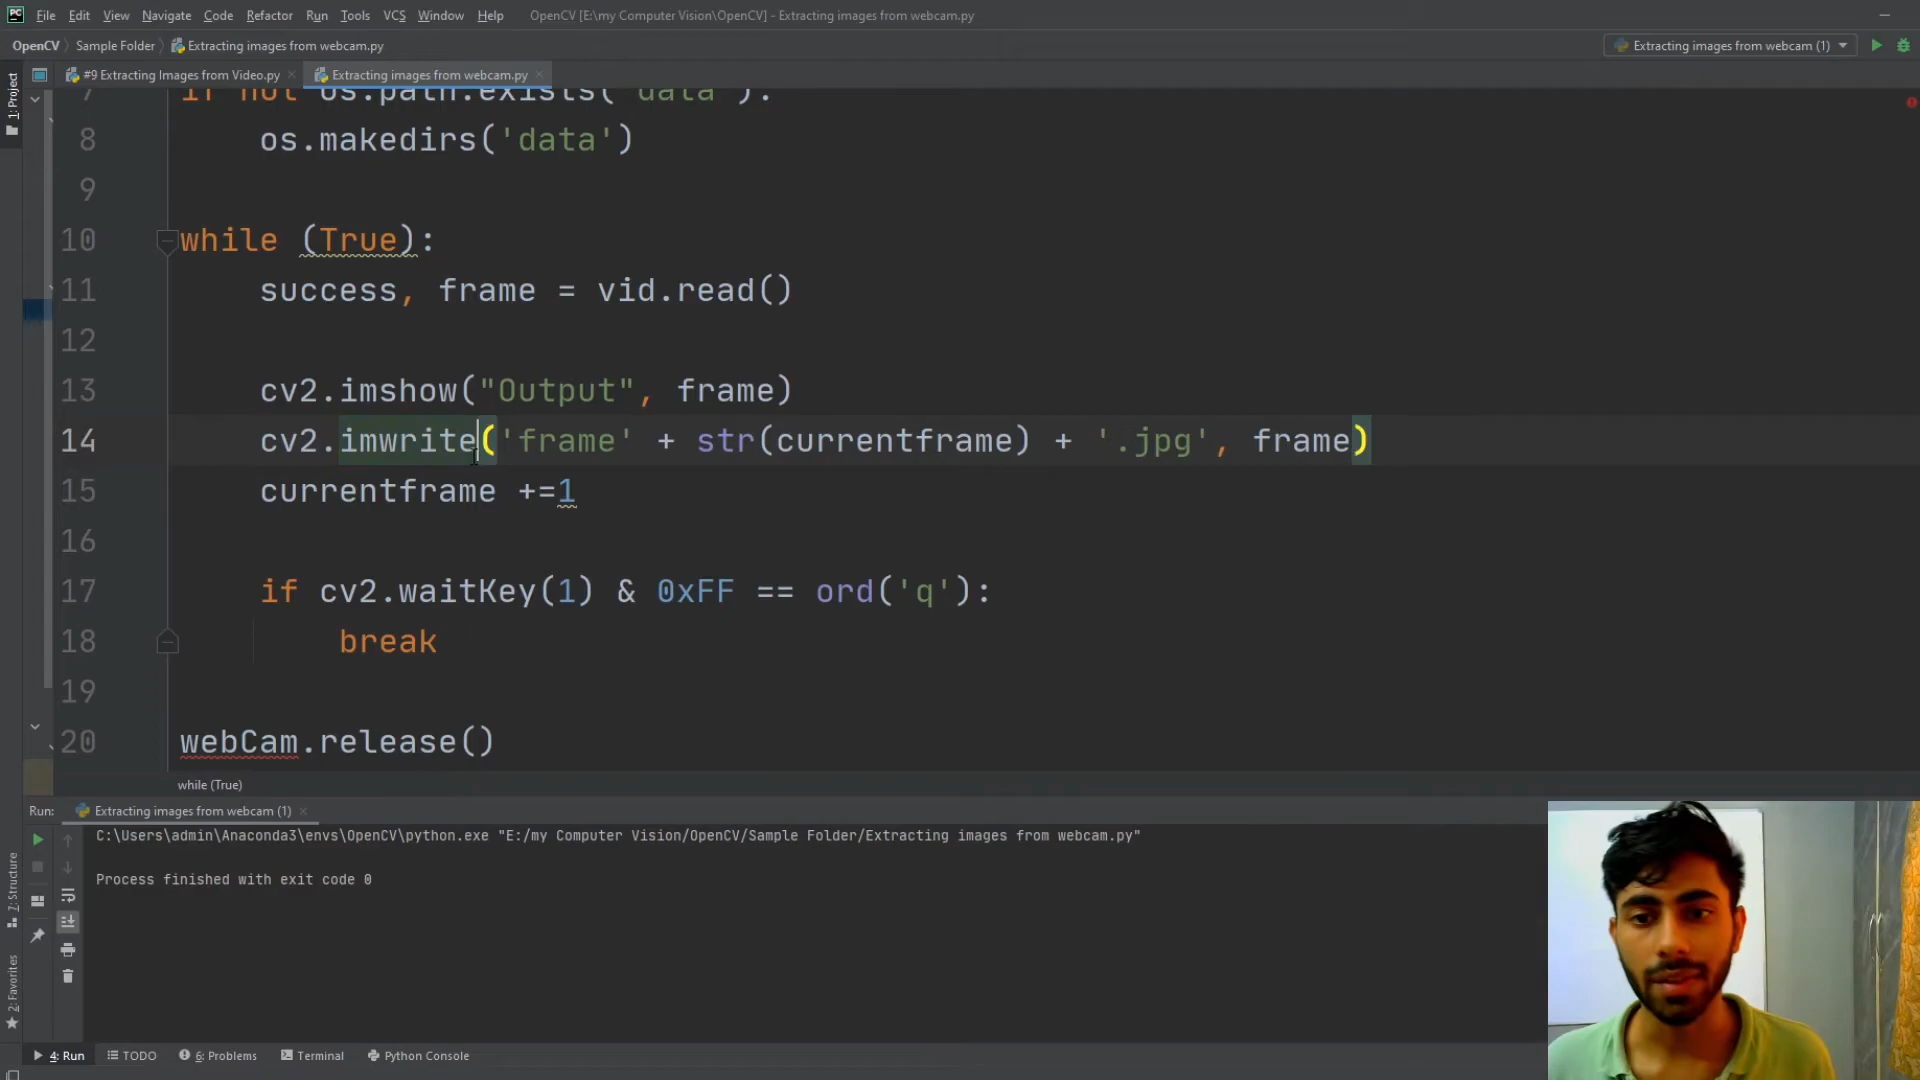 File Edit View Navigate Code Refactor Run Tools VCS Window Help OpenCV [E:\my Computer Vision\OpenCV] - Extracting images from webcam.py
OpenCV Sample Folder Extracting images from webcam.py Extracting images from webcam (1)
1: Project
#9 Extracting Images from Video.py Extracting images from webcam.py
7 if not os.path.exists('data'):
8 os.makedirs('data')
9
10 while (True):
11 success, frame = vid.read()
12
13 cv2.imshow("Output", frame)
14 cv2.imwrite('frame' + str(currentframe) + '.jpg', frame)
15 currentframe +=1
16
17 if cv2.waitKey(1) & 0xFF == ord('q'):
18 break
19
20 webCam.release()
while (True)
Run: Extracting images from webcam (1)
C:\Users\admin\Anaconda3\envs\OpenCV\python.exe "E:/my Computer Vision/OpenCV/Sample Folder/Extracting images from webcam.py"
Process finished with exit code 0
7: Structure
2: Favorites
4: Run TODO 6: Problems Terminal Python Console